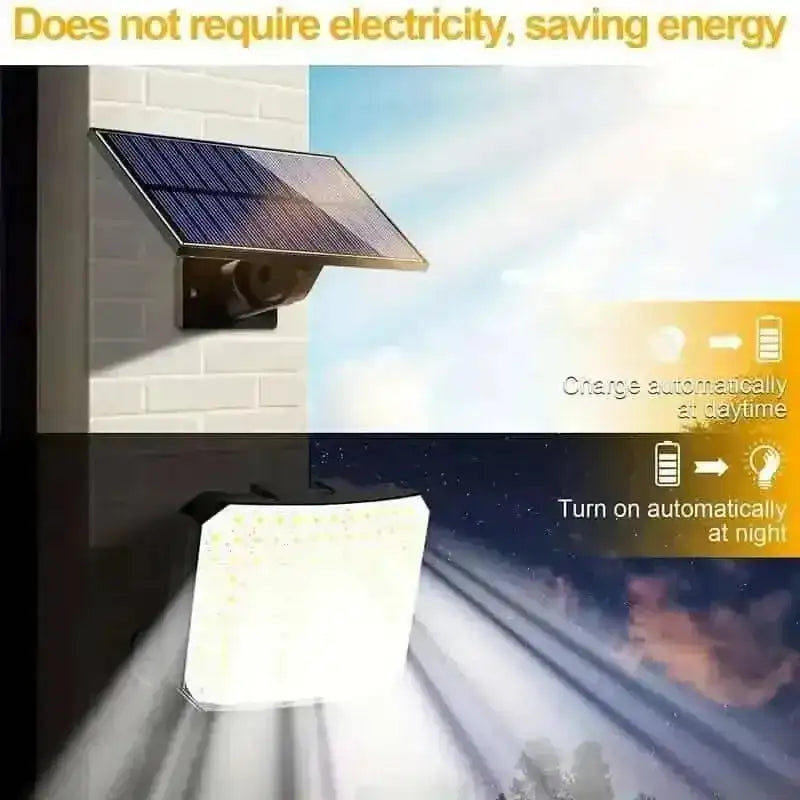 Does not require electricity, saving energy
Charge automatically
at daytime
Turn on automatically
at night